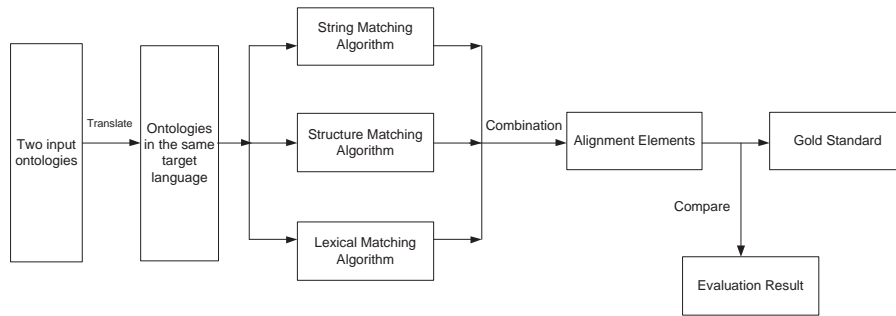 Two input
ontologies
Translate
Ontologies
in the same
target
language
String Matching
Algorithm
Structure Matching
Algorithm
Lexical Matching
Algorithm
Combination
Alignment Elements
Gold Standard
Compare
Evaluation Result